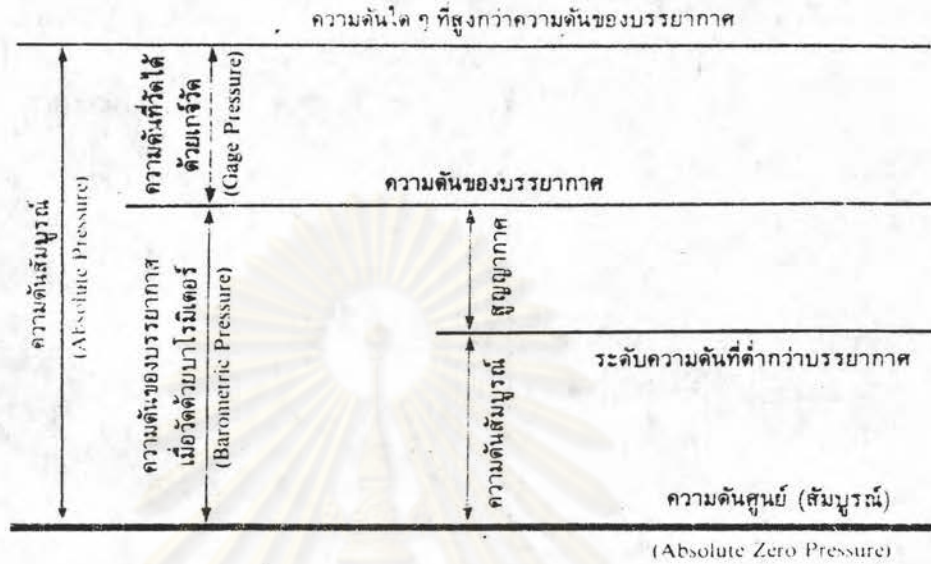 ความดันใด ๆ ที่สูงกว่าความดันของบรรยากาศ
ความดันสัมบูรณ์
(Absolute Pressure)
ความดันที่วัดได้
ด้วยเกจ์วัด
(Gage Pressure)
ความดันของบรรยากาศ
ความดันของบรรยากาศ
เมื่อวัดด้วยบาโรมิเตอร์
(Barometric Pressure)
สูญญากาศ
ระดับความดันที่ต่ำกว่าบรรยากาศ
ความดันสัมบูรณ์
ความดันศูนย์ (สัมบูรณ์)
(Absolute Zero Pressure)